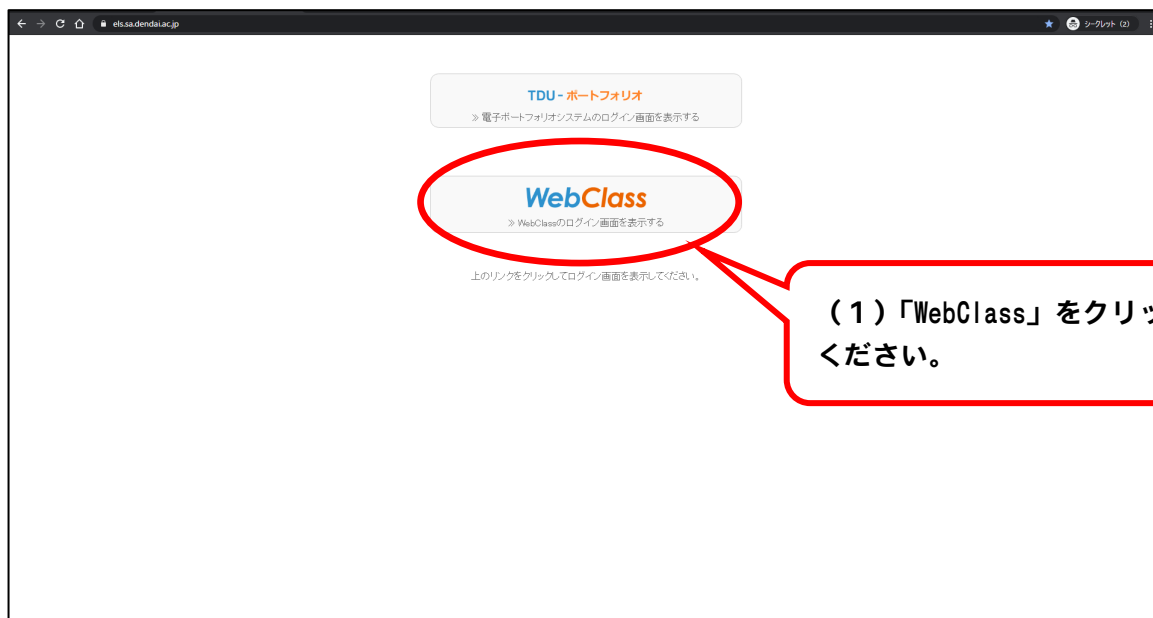 els.sa.dendai.ac.jp
シークレット (2)
TDU - ポートフォリオ
≫ 電子ポートフォリオシステムのログイン画面を表示する
WebClass
≫ WebClassのログイン画面を表示する
上のリンクをクリックしてログイン画面を表示してください。
(1)「WebClass」をクリッ
ください。